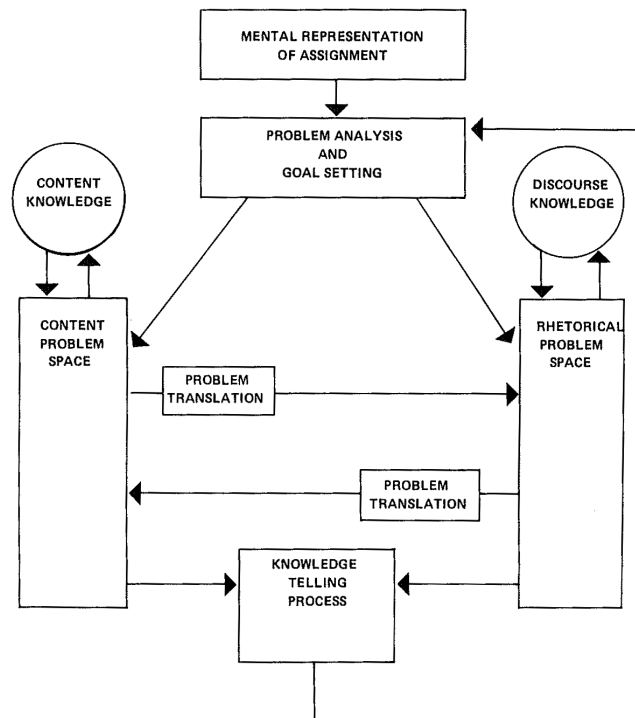 MENTAL REPRESENTATION
OF ASSIGNMENT
PROBLEM ANALYSIS
AND
GOAL SETTING
CONTENT
KNOWLEDGE
DISCOURSE
KNOWLEDGE
CONTENT
PROBLEM
SPACE
RHETORICAL
PROBLEM
SPACE
PROBLEM
TRANSLATION
PROBLEM
TRANSLATION
KNOWLEDGE
TELLING
PROCESS